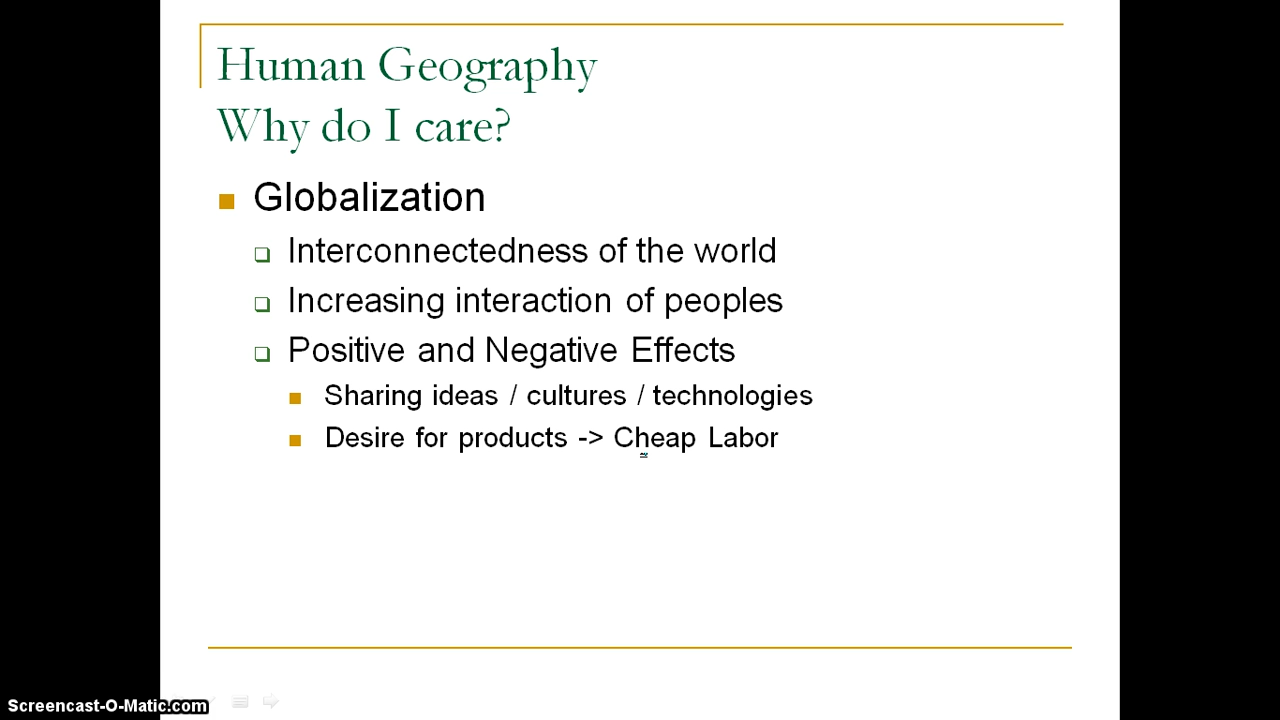 Human Geography
Why do I care?
Globalization
Interconnectedness of the world
Increasing interaction of peoples
Positive and Negative Effects
Sharing ideas / cultures / technologies
Desire for products -> Cheap Labor
Screencast-O-Matic.com